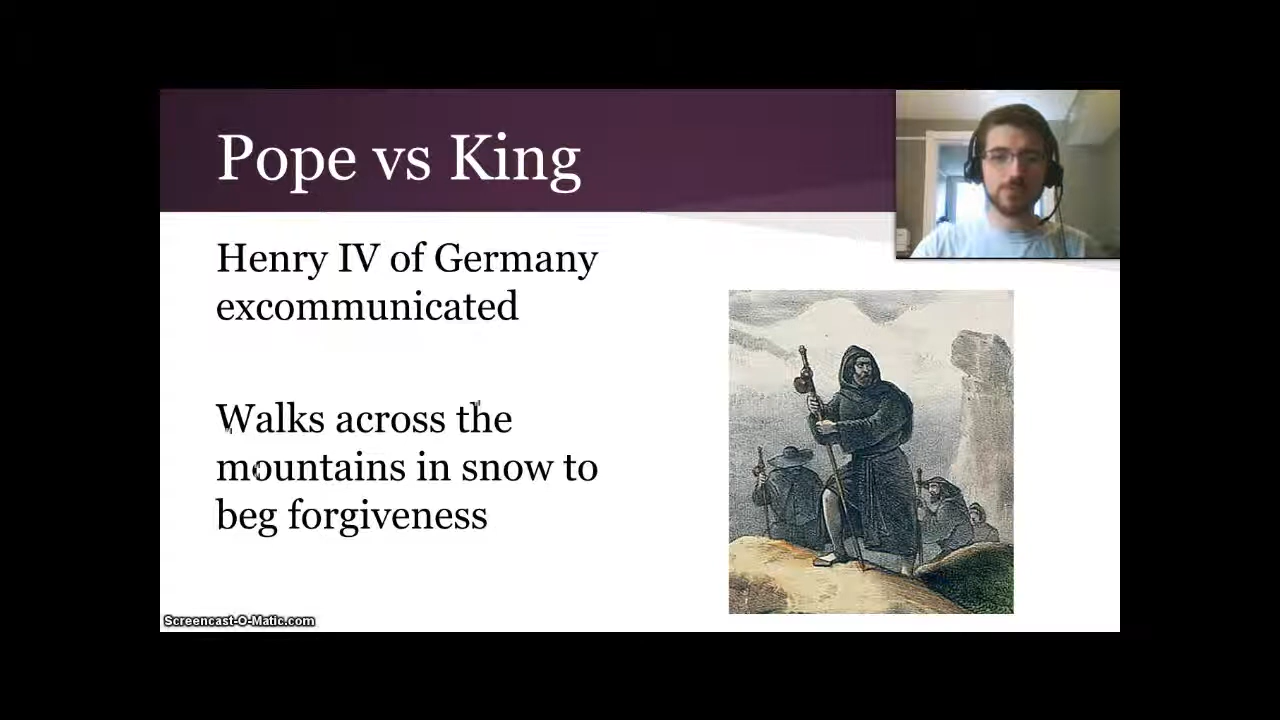 Pope vs King
Henry IV of Germany
excommunicated
Walks across the
mountains in snow to
beg forgiveness
Screencast-O-Matic.com